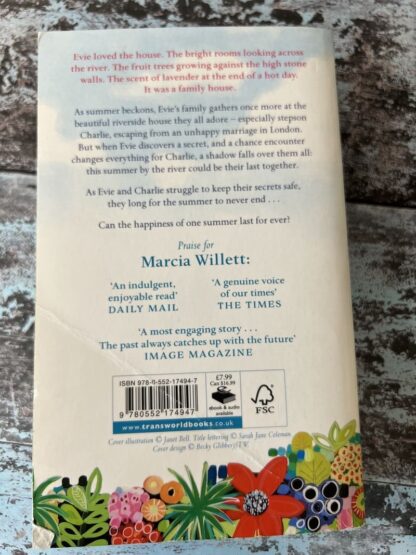 Evie loved the house. The bright rooms looking across
the river. The fruit trees growing against the high stone
walls. The scent of lavender at the end of a hot day.
It was a family house.
As summer beckons, Evie's family gathers once more at the
beautiful riverside house they all adore – especially stepson
Charlie, escaping from an unhappy marriage in London.
But when Evie discovers a secret, and a chance encounter
changes everything for Charlie, a shadow falls over them all:
this summer by the river could be their last together.
As Evie and Charlie struggle to keep their secrets safe,
they long for the summer to never end . . .
Can the happiness of one summer last for ever?
Praise for
Marcia Willett:
'An indulgent,
enjoyable read'
DAILY MAIL
'A genuine voice
of our times'
THE TIMES
'A most engaging story . . .
The past always catches up with the future'
IMAGE MAGAZINE
ISBN 978-0-552-17494-7
9 780552 174947
£7.99
Can $16.99
ebook & audio
available
FSC
www.transworldbooks.co.uk
Cover illustration © Janet Bell. Title lettering © Sarah Jane Coleman
Cover design © Becky Glibbery/T.W.